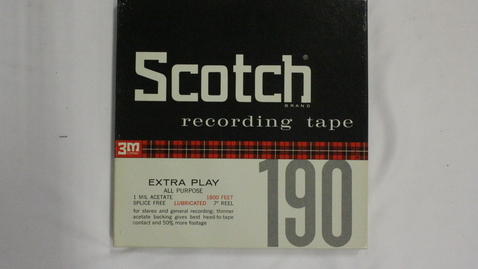 Scotch®
BRAND
recording tape
3M
EXTRA PLAY
ALL PURPOSE
1 MIL ACETATE 1800 FEET
SPLICE FREE LUBRICATED 7" REEL
for stereo and general recording; thinner
acetate backing gives best head-to-tape
contact and 50% more footage
190